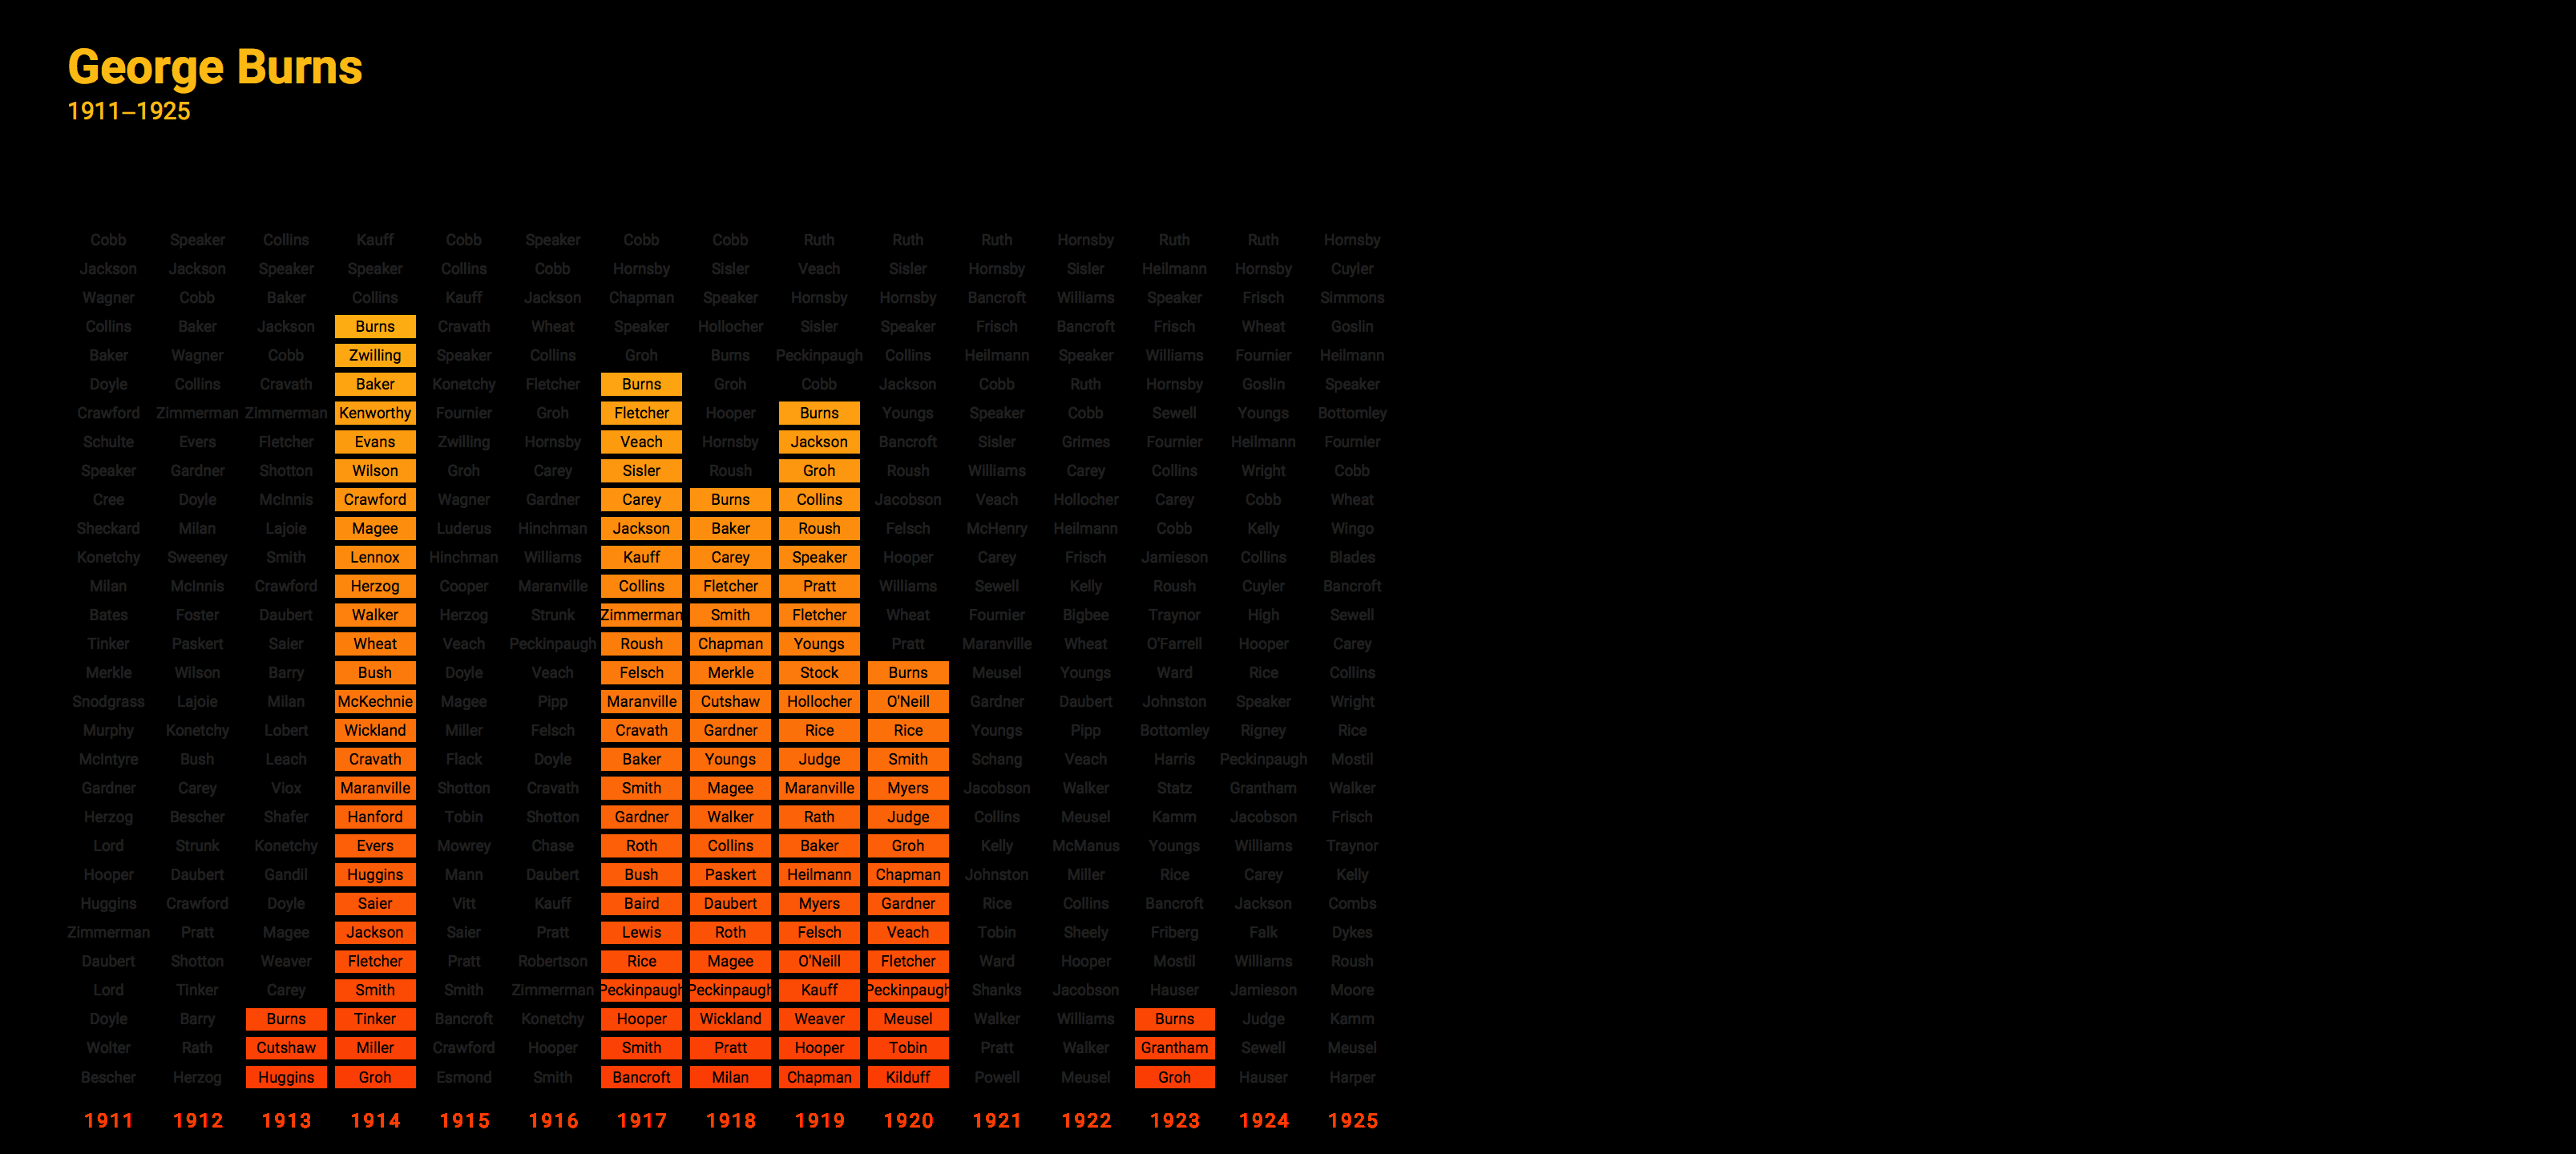 George Burns
1911–1925
Cobb Speaker Collins Kauff Cobb Speaker Cobb Cobb Ruth Ruth Ruth Hornsby Ruth Ruth Hornsby
Jackson Jackson Speaker Speaker Collins Cobb Hornsby Sisler Veach Sisler Hornsby Sisler Heilmann Hornsby Cuyler
Wagner Cobb Baker Collins Kauff Jackson Chapman Speaker Hornsby Hornsby Bancroft Williams Speaker Frisch Simmons
Collins Baker Jackson Burns Cravath Wheat Speaker Hollocher Sisler Speaker Frisch Bancroft Frisch Wheat Goslin
Baker Wagner Cobb Zwilling Speaker Collins Groh Burns Peckinpaugh Collins Heilmann Speaker Williams Fournier Heilmann
Doyle Collins Cravath Baker Konetchy Fletcher Burns Groh Cobb Jackson Cobb Ruth Hornsby Goslin Speaker
Crawford Zimmerman Zimmerman Kenworthy Fournier Groh Fletcher Hooper Burns Youngs Speaker Cobb Sewell Youngs Bottomley
Schulte Evers Fletcher Evans Zwilling Hornsby Veach Hornsby Jackson Bancroft Sisler Grimes Fournier Heilmann Fournier
Speaker Gardner Shotton Wilson Groh Carey Sisler Roush Groh Roush Williams Carey Collins Wright Cobb
Cree Doyle McInnis Crawford Wagner Gardner Carey Burns Collins Jacobson Veach Hollocher Carey Cobb Wheat
Sheckard Milan Lajoie Magee Luderus Hinchman Jackson Baker Roush Felsch McHenry Heilmann Cobb Kelly Wingo
Konetchy Sweeney Smith Lennox Hinchman Williams Kauff Carey Speaker Hooper Carey Frisch Jamieson Collins Blades
Milan McInnis Crawford Herzog Cooper Maranville Collins Fletcher Pratt Williams Sewell Kelly Roush Cuyler Bancroft
Bates Foster Daubert Walker Herzog Strunk Zimmerman Smith Fletcher Wheat Fournier Bigbee Traynor High Sewell
Tinker Paskert Saier Wheat Veach Peckinpaugh Roush Chapman Youngs Pratt Maranville Wheat O'Farrell Hooper Carey
Merkle Wilson Barry Bush Doyle Veach Felsch Merkle Stock Burns Meusel Youngs Ward Rice Collins
Snodgrass Lajoie Milan McKechnie Magee Pipp Maranville Cutshaw Hollocher O'Neill Gardner Daubert Johnston Speaker Wright
Murphy Konetchy Lobert Wickland Miller Felsch Cravath Gardner Rice Rice Youngs Pipp Bottomley Rigney Rice
McIntyre Bush Leach Cravath Flack Doyle Baker Youngs Judge Smith Schang Veach Harris Peckinpaugh Mostil
Gardner Carey Viox Maranville Shotton Cravath Smith Magee Maranville Myers Jacobson Walker Statz Grantham Walker
Herzog Bescher Shafer Hanford Tobin Shotton Gardner Walker Rath Judge Collins Meusel Kamm Jacobson Frisch
Lord Strunk Konetchy Evers Mowrey Chase Roth Collins Baker Groh Kelly McManus Youngs Williams Traynor
Hooper Daubert Gandil Huggins Mann Daubert Bush Paskert Heilmann Chapman Johnston Miller Rice Carey Kelly
Huggins Crawford Doyle Saier Vitt Kauff Baird Daubert Myers Gardner Rice Collins Bancroft Jackson Combs
Zimmerman Pratt Magee Jackson Saier Pratt Lewis Roth Felsch Veach Tobin Sheely Friberg Falk Dykes
Daubert Shotton Weaver Fletcher Pratt Robertson Rice Magee O'Neill Fletcher Ward Hooper Mostil Williams Roush
Lord Tinker Carey Smith Smith Zimmerman Peckinpaugh Peckinpaugh Kauff Peckinpaugh Shanks Jacobson Hauser Jamieson Moore
Doyle Barry Burns Tinker Bancroft Konetchy Hooper Wickland Weaver Meusel Walker Williams Burns Judge Kamm
Wolter Rath Cutshaw Miller Crawford Hooper Smith Pratt Hooper Tobin Pratt Walker Grantham Sewell Meusel
Bescher Herzog Huggins Groh Esmond Smith Bancroft Milan Chapman Kilduff Powell Meusel Groh Hauser Harper
1911 1912 1913 1914 1915 1916 1917 1918 1919 1920 1921 1922 1923 1924 1925